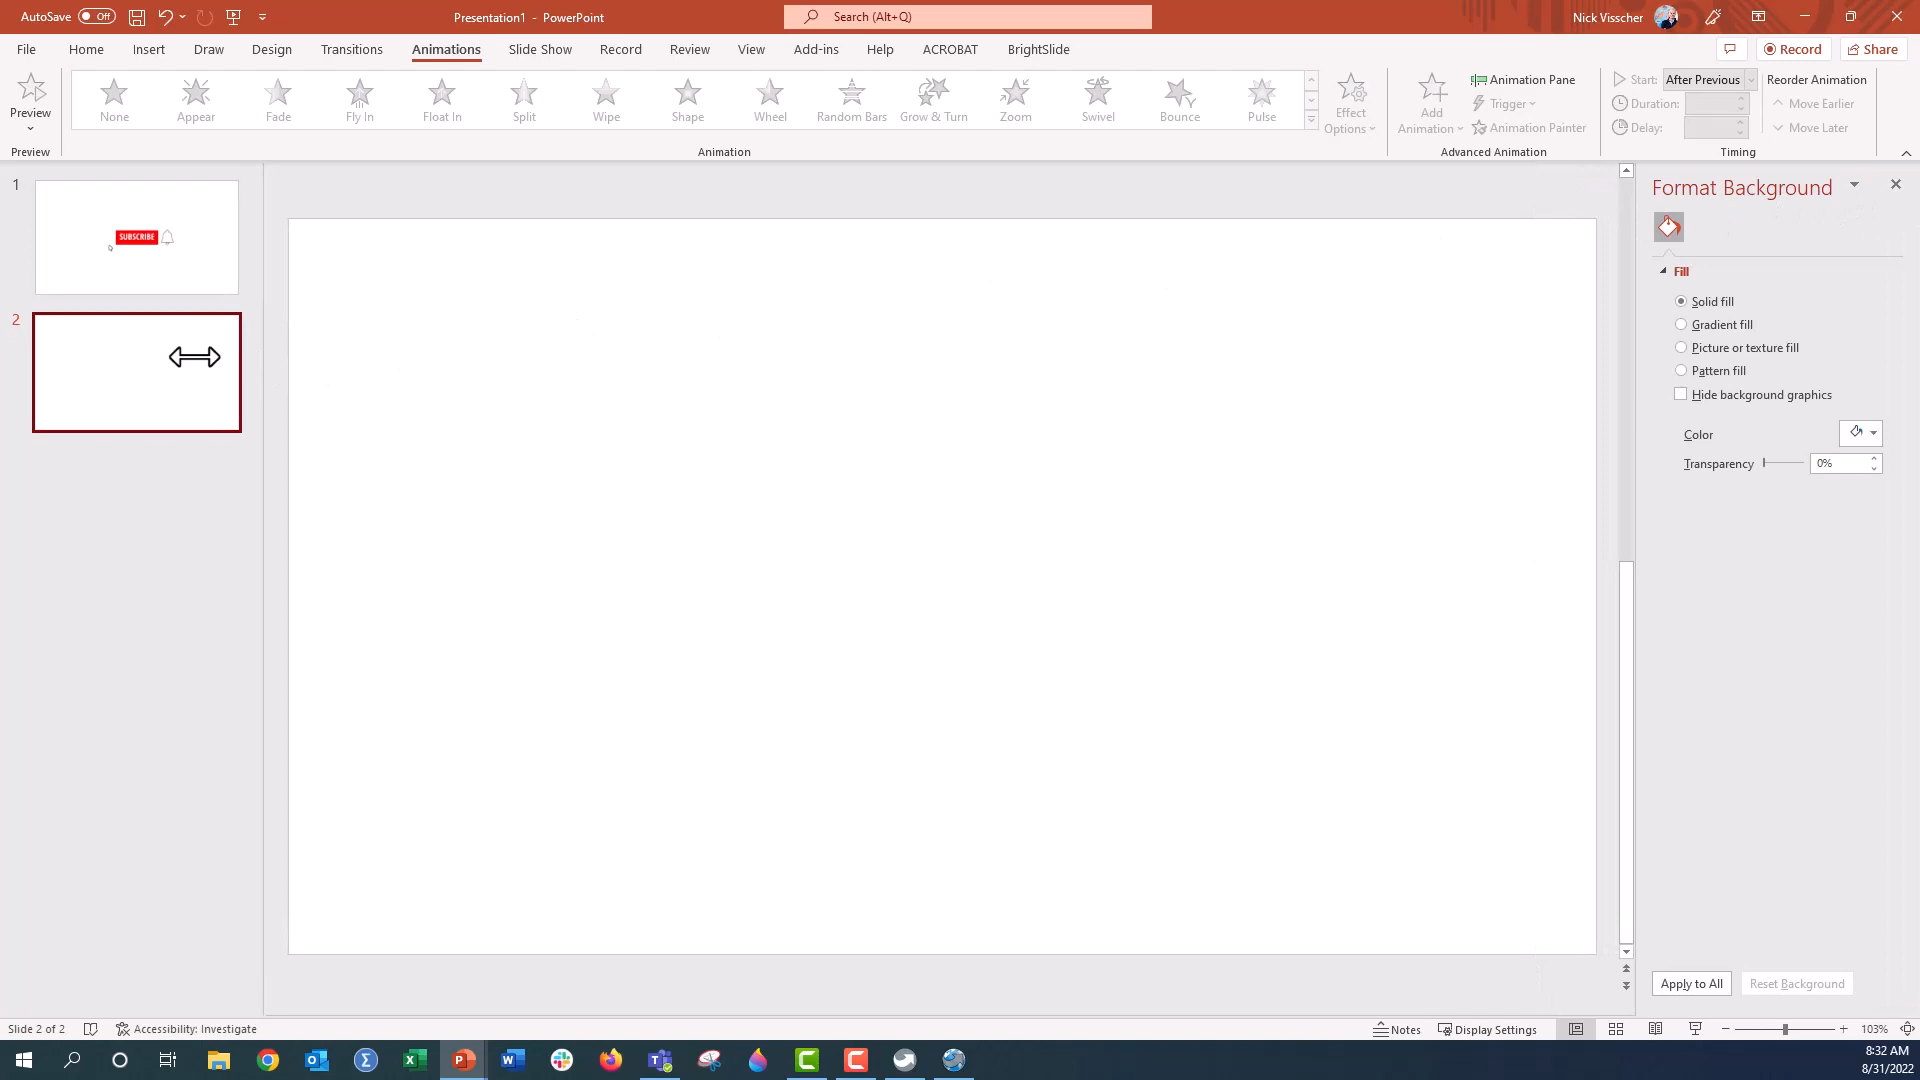 AutoSave Off Presentation1 - PowerPoint Search (Alt+Q) Nick Visscher
File Home Insert Draw Design Transitions Animations Slide Show Record Review View Add-ins Help ACROBAT BrightSlide Record Share
Preview
None Appear Fade Fly In Float In Split Wipe Shape Wheel Random Bars Grow & Turn Zoom Swivel Bounce Pulse
Effect Options
Add Animation
Animation Pane
Trigger
Animation Painter
Start: After Previous
Duration:
Delay:
Reorder Animation
Move Earlier
Move Later
Preview Animation Advanced Animation Timing
1
SUBSCRIBE
2
Format Background
Fill
Solid fill
Gradient fill
Picture or texture fill
Pattern fill
Hide background graphics
Color
Transparency 0%
Apply to All Reset Background
Slide 2 of 2 Accessibility: Investigate Notes Display Settings 103%
8:32 AM
8/31/2022